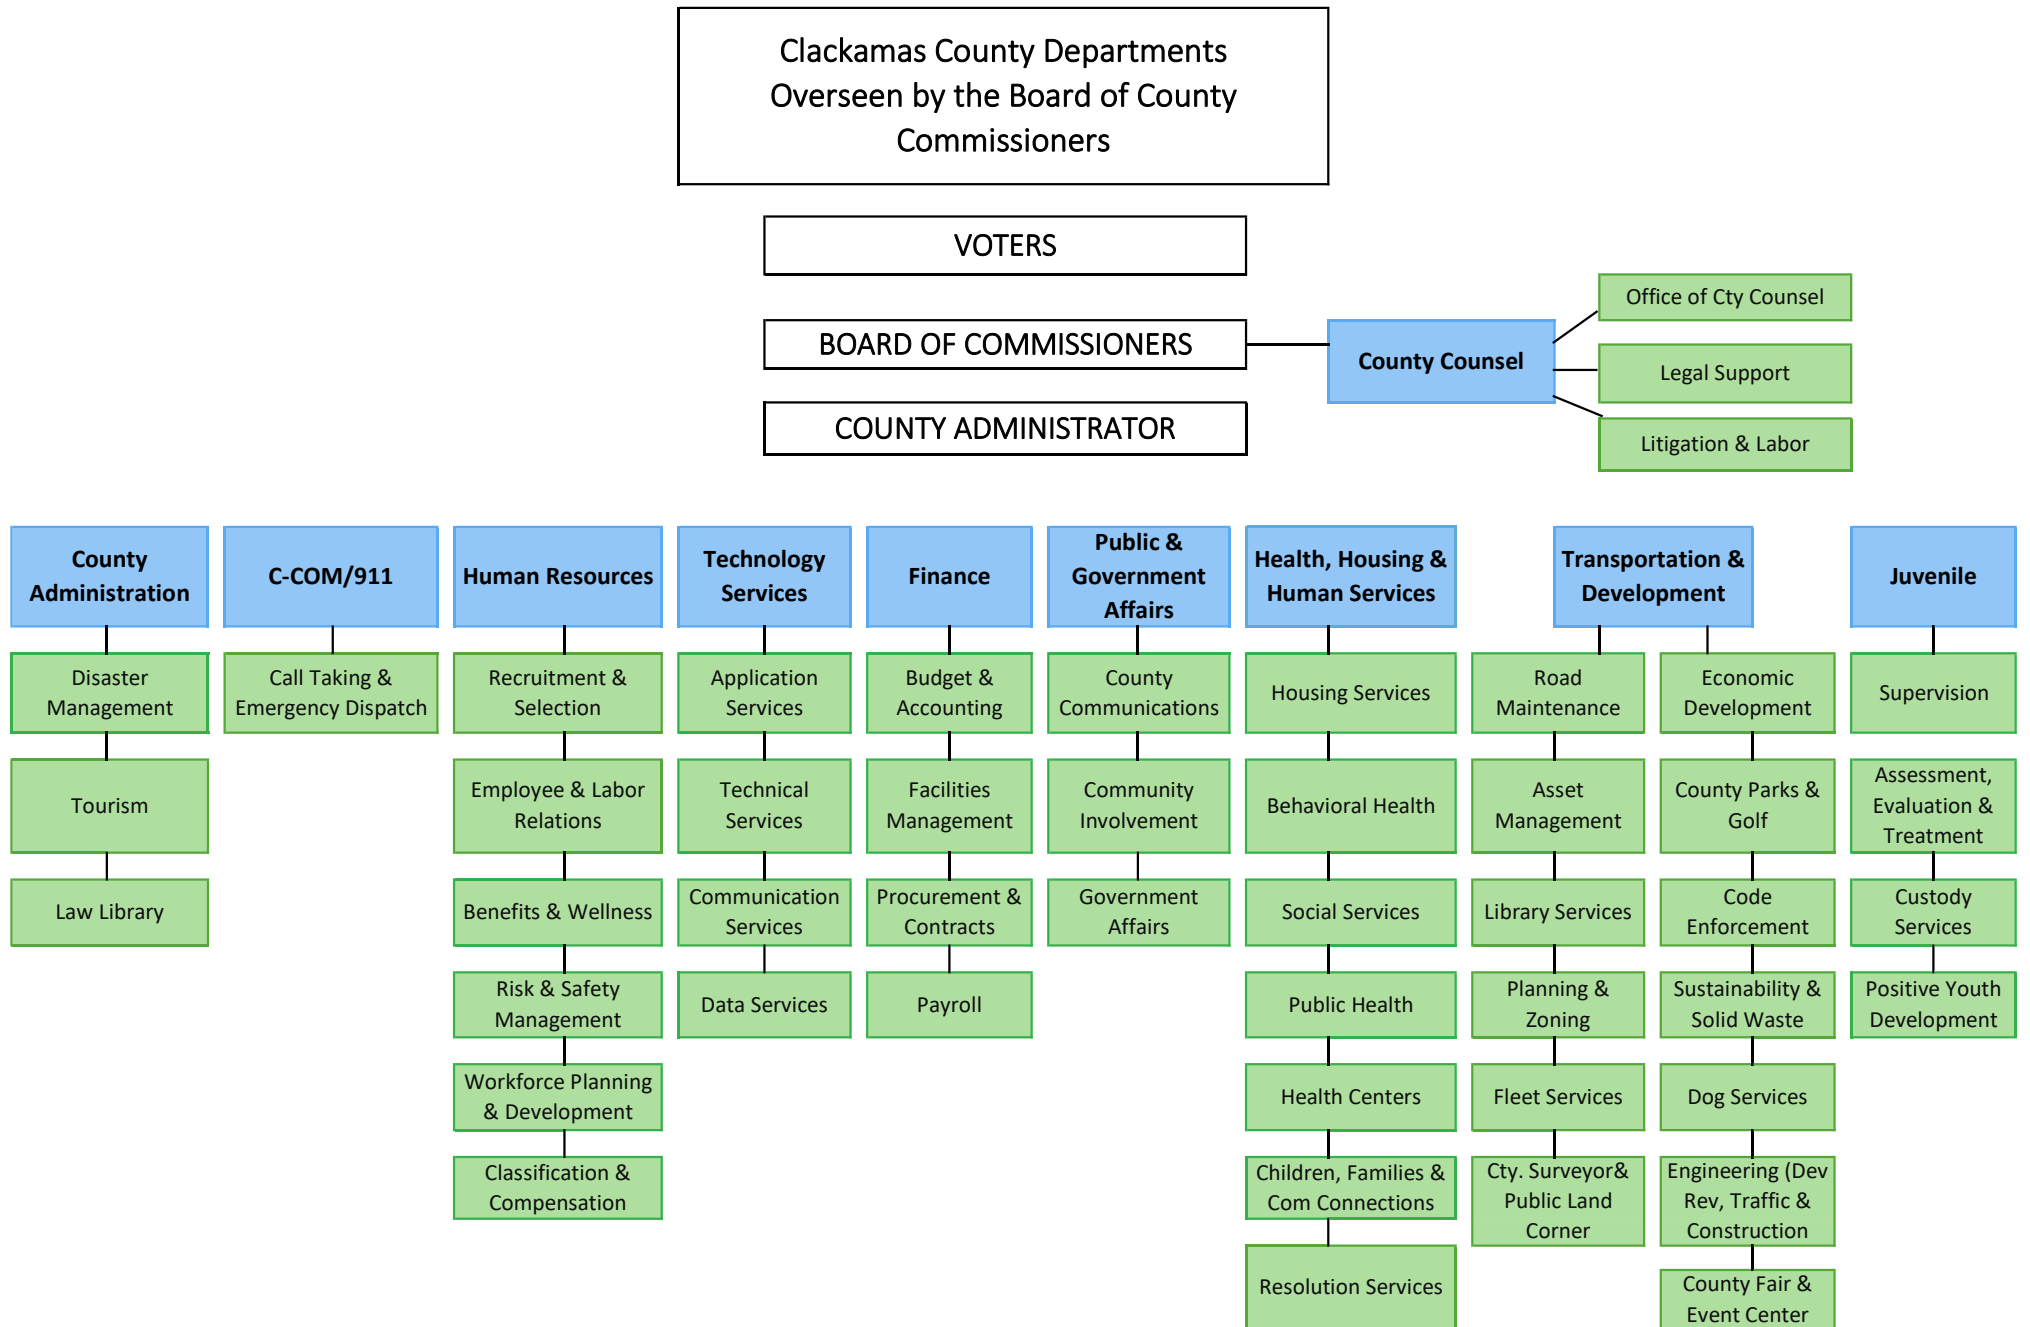 Clackamas County Departments
Overseen by the Board of County
Commissioners
VOTERS
BOARD OF COMMISSIONERS
COUNTY ADMINISTRATOR
County Counsel
Office of Cty Counsel
Legal Support
Litigation & Labor
County
Administration
Disaster
Management
Tourism
Law Library
C-COM/911
Call Taking &
Emergency Dispatch
Human Resources
Recruitment &
Selection
Employee & Labor
Relations
Benefits & Wellness
Risk & Safety
Management
Workforce Planning
& Development
Classification &
Compensation
Technology
Services
Application
Services
Technical
Services
Communication
Services
Data Services
Finance
Budget &
Accounting
Facilities
Management
Procurement &
Contracts
Payroll
Public &
Government
Affairs
County
Communications
Community
Involvement
Government
Affairs
Health, Housing &
Human Services
Housing Services
Behavioral Health
Social Services
Public Health
Health Centers
Children, Families &
Com Connections
Resolution Services
Transportation &
Development
Road
Maintenance
Asset
Management
Library Services
Planning &
Zoning
Fleet Services
Cty. Surveyor&
Public Land
Corner
Economic
Development
County Parks &
Golf
Code
Enforcement
Sustainability &
Solid Waste
Dog Services
Engineering (Dev
Rev, Traffic &
Construction
County Fair &
Event Center
Juvenile
Supervision
Assessment,
Evaluation &
Treatment
Custody
Services
Positive Youth
Development